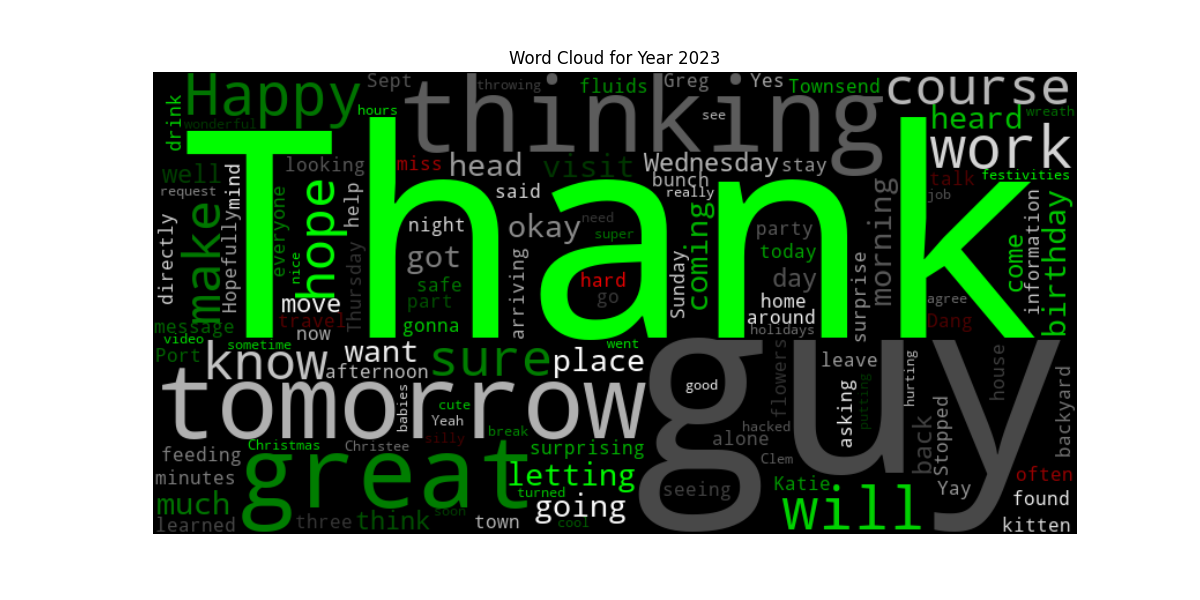 Word Cloud for Year 2023
Happy
Sept
throwing
fluids
Greg
Yes
Townsend
course
drink
wonderful
hours
thinking
see
heard
wreath
Thank
work
well
looking
miss
head
visit
Wednesday
stay
talk
festivities
request
mind
said
bunch
really
job
directly
make
Hopefully
everyone
nice
hope
help
Thursday
night
okay
need
super
got
safe
part
gonna
arriving
hard
go
Sunday
coming
party
today
day
home
around
holidays
surprise
morning
agree
Dang
come
information
birthday
move
travel
now
message
video
Port
sometime
know
afternoon
want
sure
place
went
guy
tomorrow
babies
cute
Yeah
good
flowers
leave
putting
asking
hurting
house
backyard
Christmas
Christee
silly
break
surprising
hacked
alone
Clem
back
Stopped
feeding
minutes
great
letting
turned
going
seeing
Katie
will
Yay
often
found
kitten
much
learned
three
think
soon
town
cool